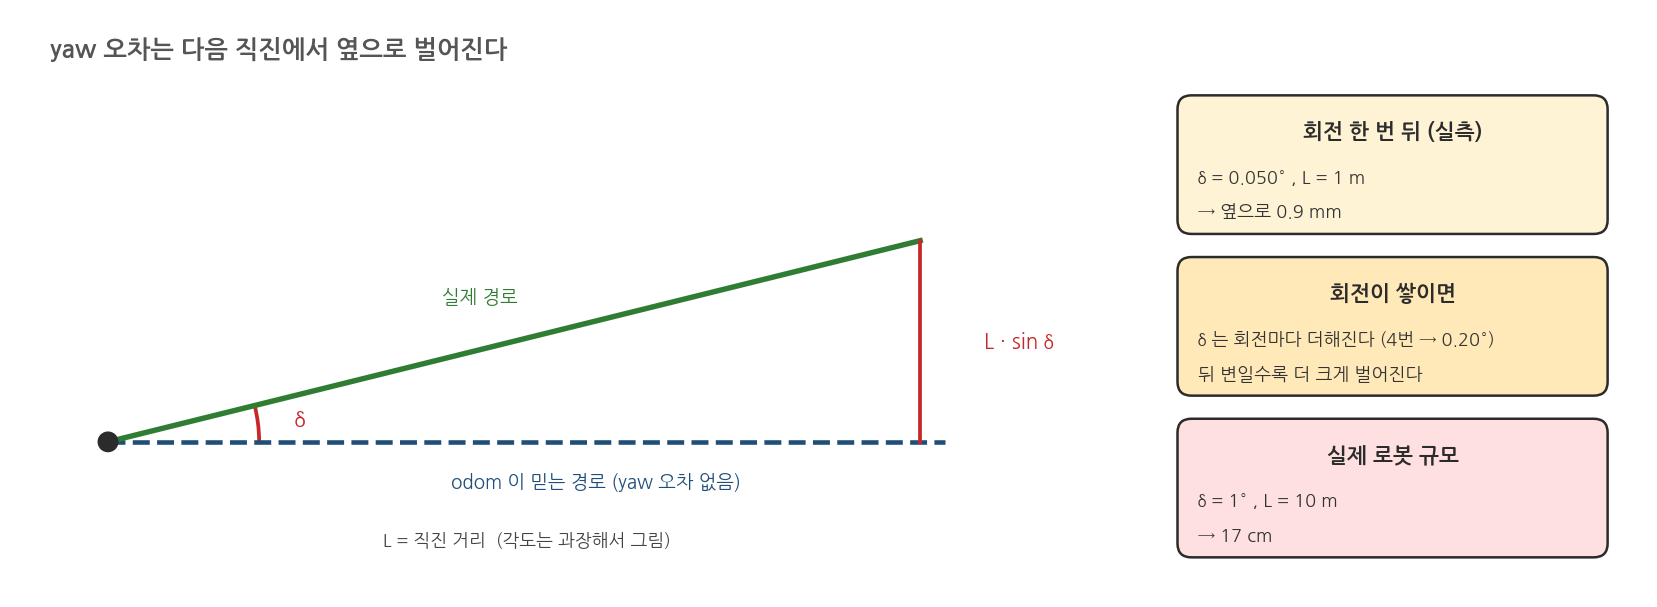 yaw 오차는 다음 직진에서 옆으로 벌어진다
실제 경로
δ
L · sin δ
odom 이 믿는 경로 (yaw 오차 없음)
L = 직진 거리 (각도는 과장해서 그림)
회전 한 번 뒤 (실측)
δ = 0.050° , L = 1 m
→ 옆으로 0.9 mm
회전이 쌓이면
δ 는 회전마다 더해진다 (4번 → 0.20°)
뒤 변일수록 더 크게 벌어진다
실제 로봇 규모
δ = 1° , L = 10 m
→ 17 cm